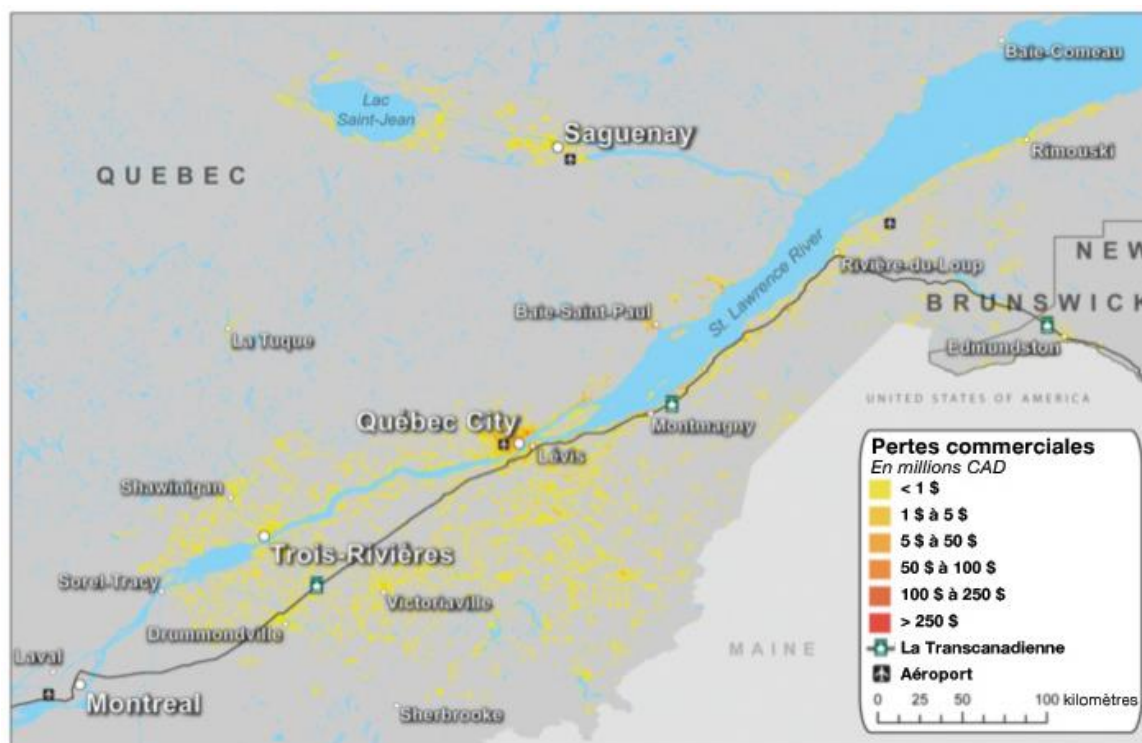 Baie-Comeau
Lac
Saint-Jean
Saguenay
Rimouski
QUEBEC
St. Lawrence River
Rivière-du-Loup
NEW
BRUNSWICK
Baie-Saint-Paul
La Tuque
Edmundston
UNITED STATES OF AMERICA
Québec City
Montmagny
Lévis
Shawinigan
Trois-Rivières
Sorel-Tracy
Victoriaville
Drummondville
MAINE
Laval
Montreal
Sherbrooke
Pertes commerciales
En millions CAD
< 1 $
1 $ à 5 $
5 $ à 50 $
50 $ à 100 $
100 $ à 250 $
> 250 $
La Transcanadienne
Aéroport
0 25 50 100 kilomètres